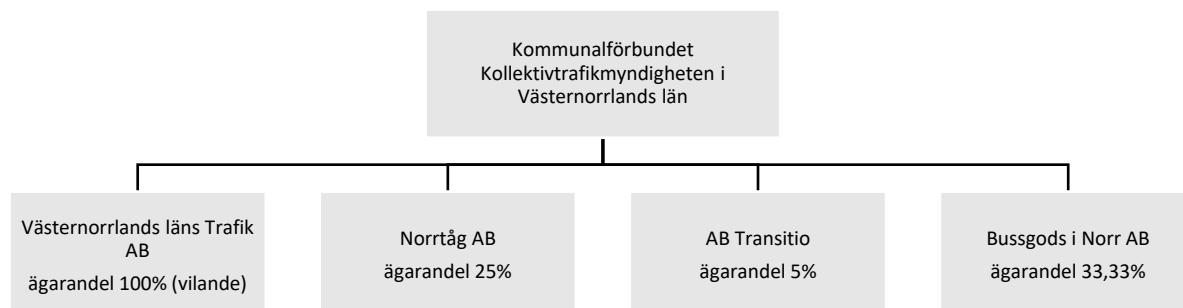 Kommunalförbundet
Kollektivtrafikmyndigheten i
Västernorrlands län
Västernorrlands läns Trafik
AB
ägarandel 100% (vilande)
Norrtåg AB
ägarandel 25%
AB Transitio
ägarandel 5%
Bussgods i Norr AB
ägarandel 33,33%